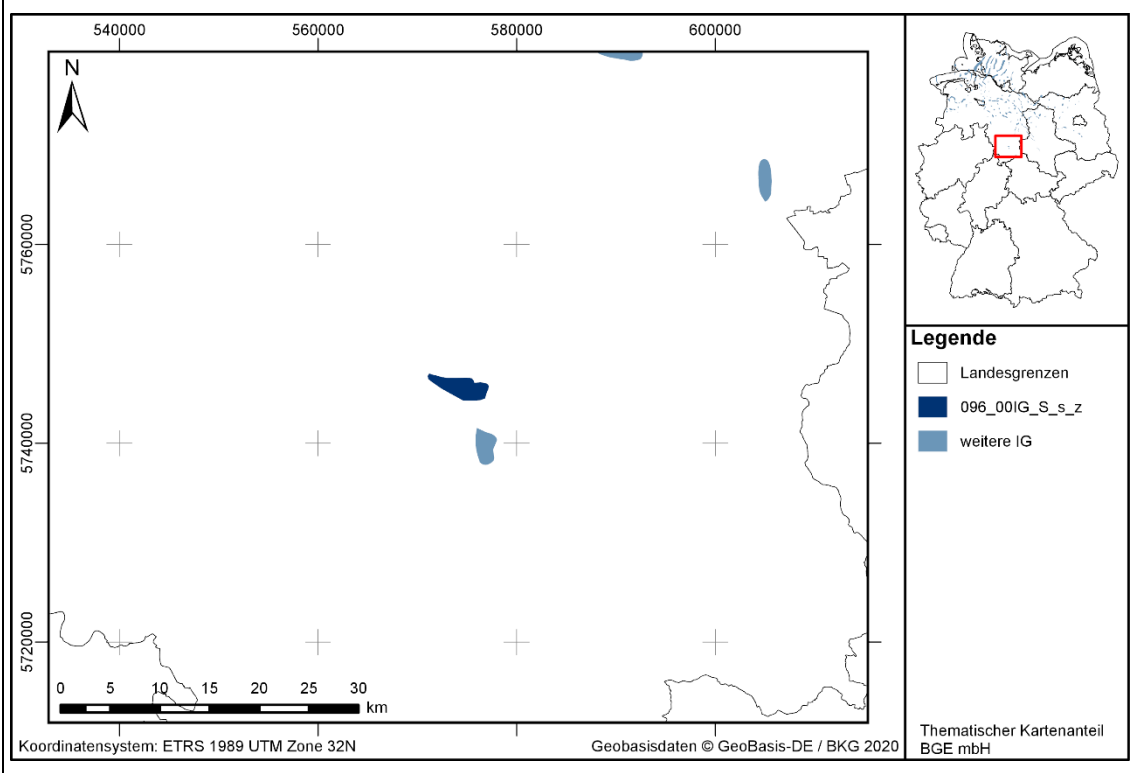 540000 560000 580000 600000
N
5760000
5740000
5720000
0 5 10 15 20 25 30
km
Koordinatensystem: ETRS 1989 UTM Zone 32N
Geobasisdaten © GeoBasis-DE / BKG 2020
Legende
Landesgrenzen
096_00IG_S_s_z
weitere IG
Thematischer Kartenanteil
BGE mbH